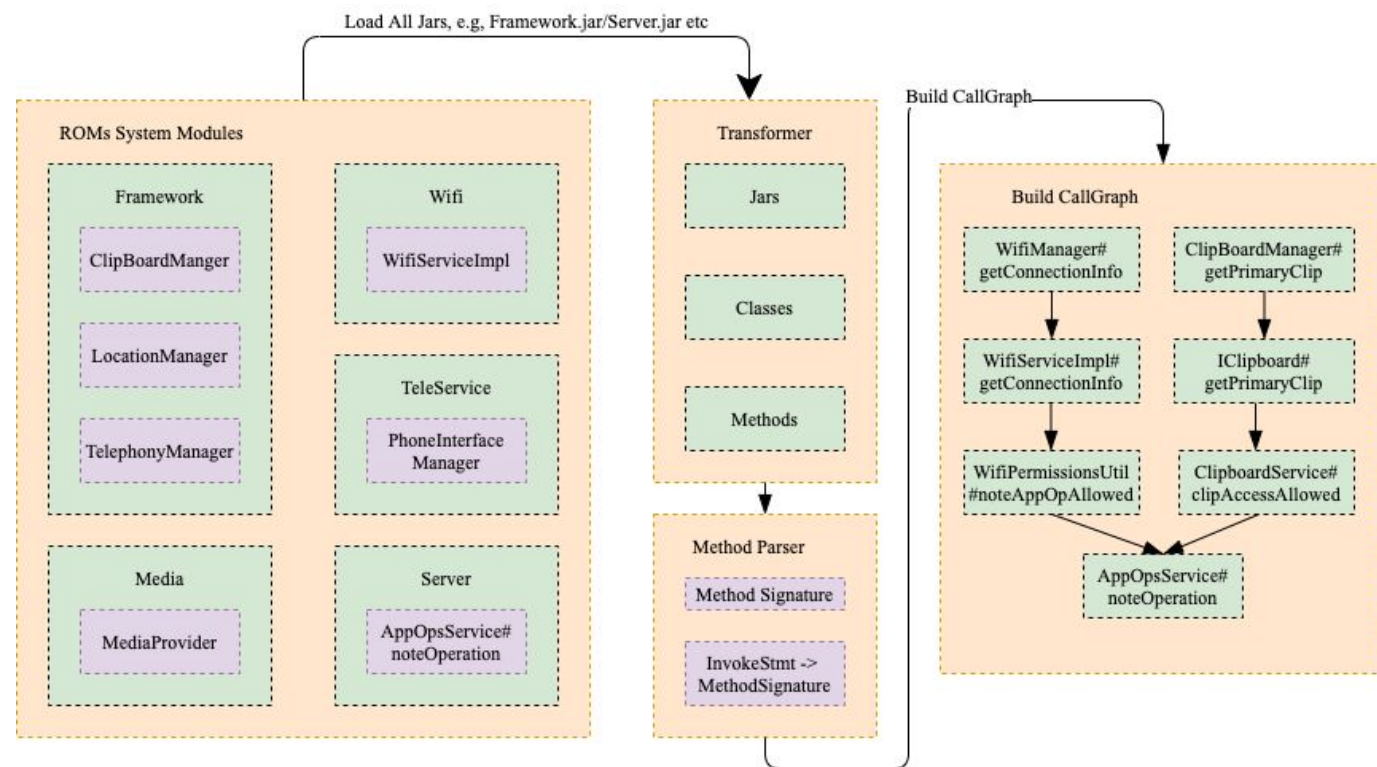 Load All Jars, e.g, Framework.jar/Server.jar etc
ROMs System Modules
Framework
ClipBoardManger
LocationManager
TelephonyManager
Wifi
WifiServiceImpl
TeleService
PhoneInterface
Manager
Media
MediaProvider
Server
AppOpsService#
noteOperation
Transformer
Jars
Classes
Methods
Method Parser
Method Signature
InvokeStmt ->
MethodSignature
Build CallGraph
Build CallGraph
WifiManager#
getConnectionInfo
ClipBoardManager#
getPrimaryClip
WifiServiceImpl#
getConnectionInfo
IClipboard#
getPrimaryClip
WifiPermissionsUtil
#noteAppOpAllowed
ClipboardService#
clipAccessAllowed
AppOpsService#
noteOperation